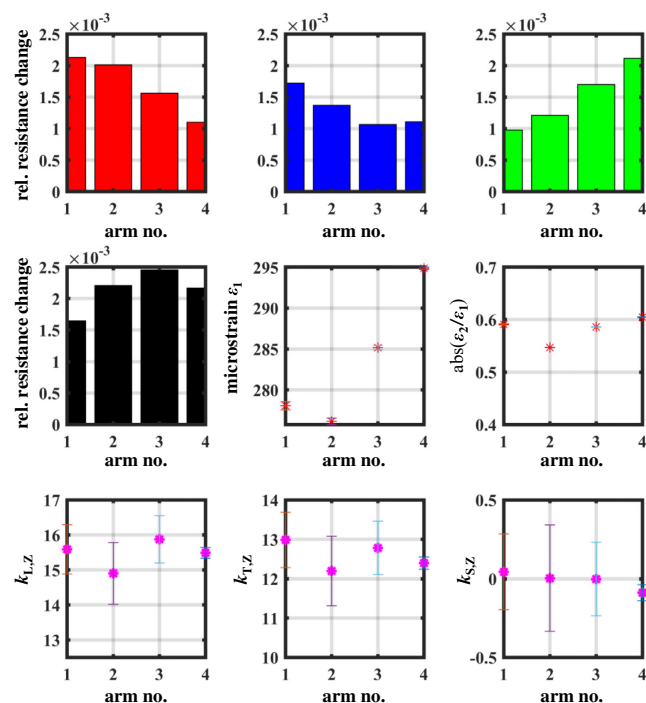 ×10⁻³
×10⁻³
×10⁻³
rel. resistance change
2.5
2
1.5
1
0.5
0
1 2 3 4
arm no.
2.5
2
1.5
1
0.5
0
1 2 3 4
arm no.
2.5
2
1.5
1
0.5
0
1 2 3 4
arm no.
×10⁻³
rel. resistance change
2.5
2
1.5
1
0.5
0
1 2 3 4
arm no.
microstrain ε₁
295
290
285
280
1 2 3 4
arm no.
abs(ε₂/ε₁)
0.7
0.6
0.5
0.4
1 2 3 4
arm no.
k_L,Z
17
16
15
14
13
1 2 3 4
arm no.
k_T,Z
14
13
12
11
10
1 2 3 4
arm no.
k_S,Z
0.5
0
-0.5
1 2 3 4
arm no.